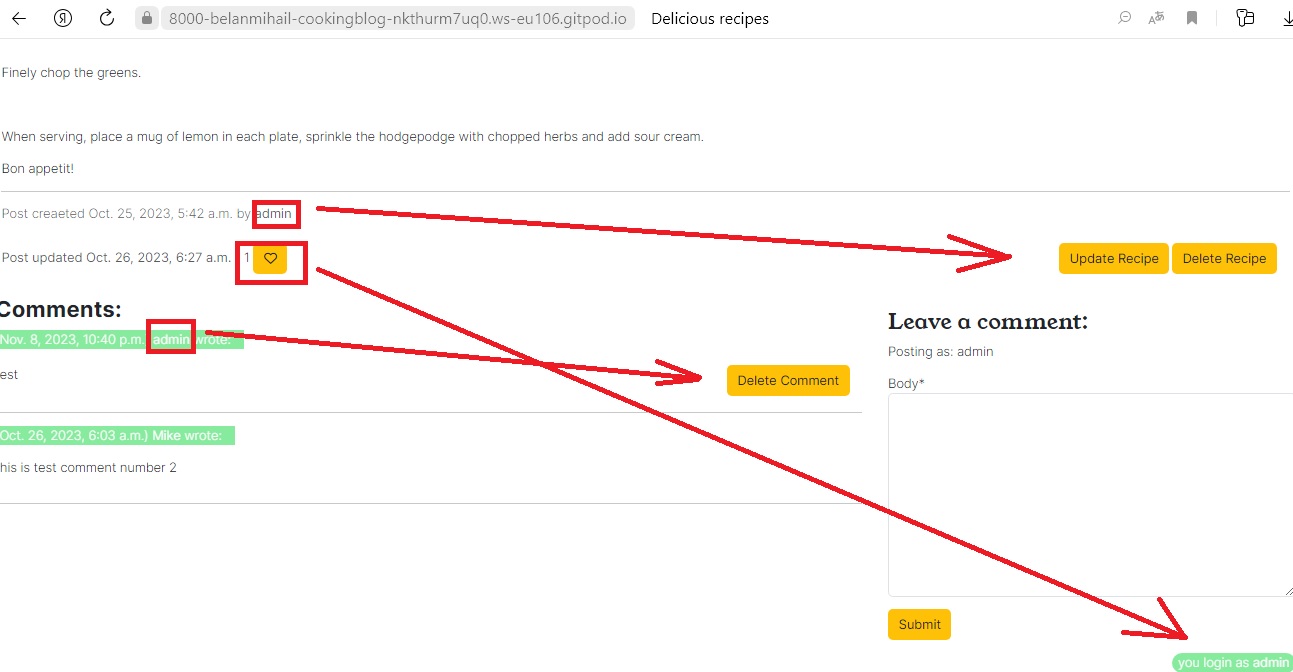 8000-belanmihail-cookingblog-nkthurm7uq0.ws-eu106.gitpod.io Delicious recipes
Finely chop the greens.
When serving, place a mug of lemon in each plate, sprinkle the hodgepodge with chopped herbs and add sour cream.
Bon appetit!
Post creaeted Oct. 25, 2023, 5:42 a.m. by admin
Post updated Oct. 26, 2023, 6:27 a.m. 1
Update Recipe Delete Recipe
Comments:
Nov. 8, 2023, 10:40 p.m. admin wrote:
est
Delete Comment
Oct. 26, 2023, 6:03 a.m.) Mike wrote:
his is test comment number 2
Leave a comment:
Posting as: admin
Body*
Submit
you login as admin